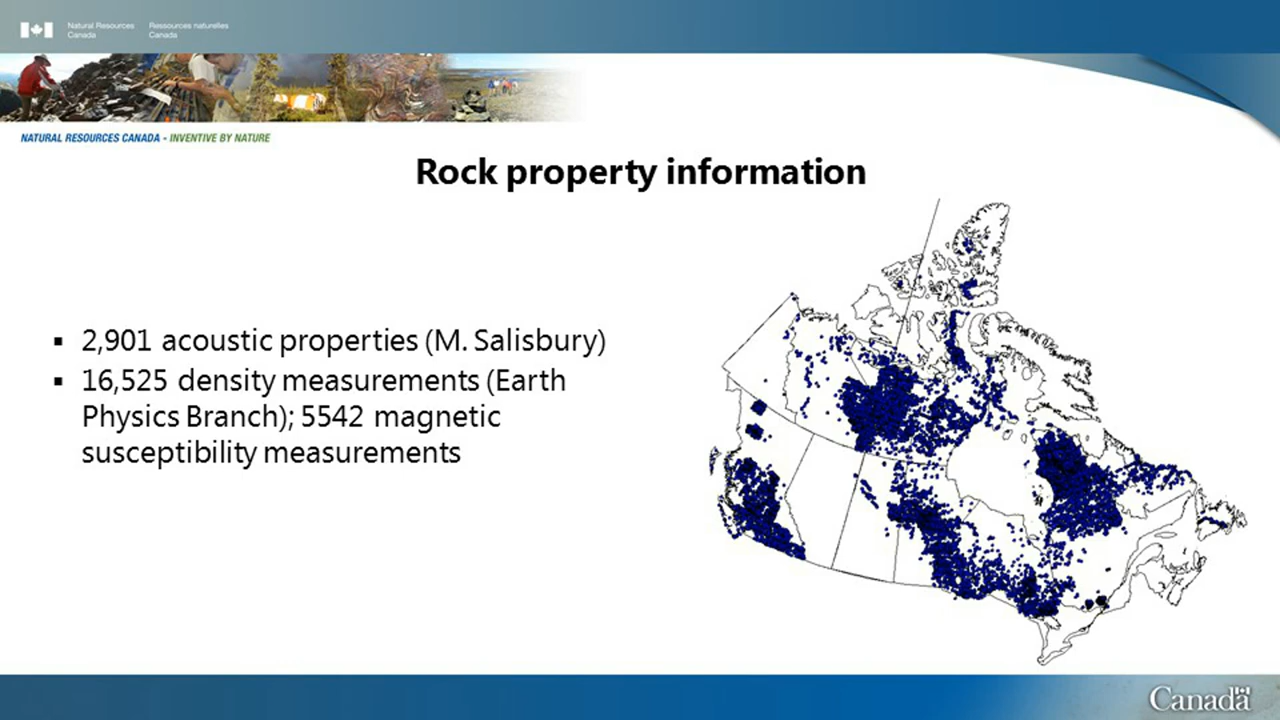 Natural Resources Ressources naturelles
Canada Canada
NATURAL RESOURCES CANADA - INVENTIVE BY NATURE
Rock property information
▪ 2,901 acoustic properties (M. Salisbury)
▪ 16,525 density measurements (Earth
Physics Branch); 5542 magnetic
susceptibility measurements
Canada